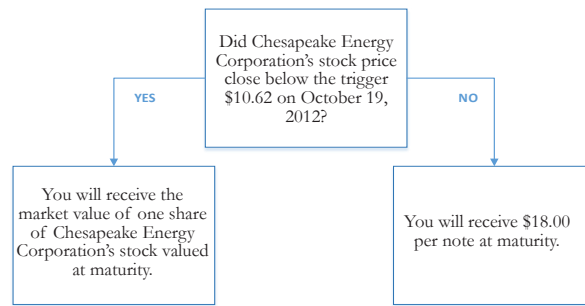 Did Chesapeake Energy
Corporation's stock price
close below the trigger
$10.62 on October 19,
2012?
YES
NO
You will receive the
market value of one share
of Chesapeake Energy
Corporation's stock valued
at maturity.
You will receive $18.00
per note at maturity.